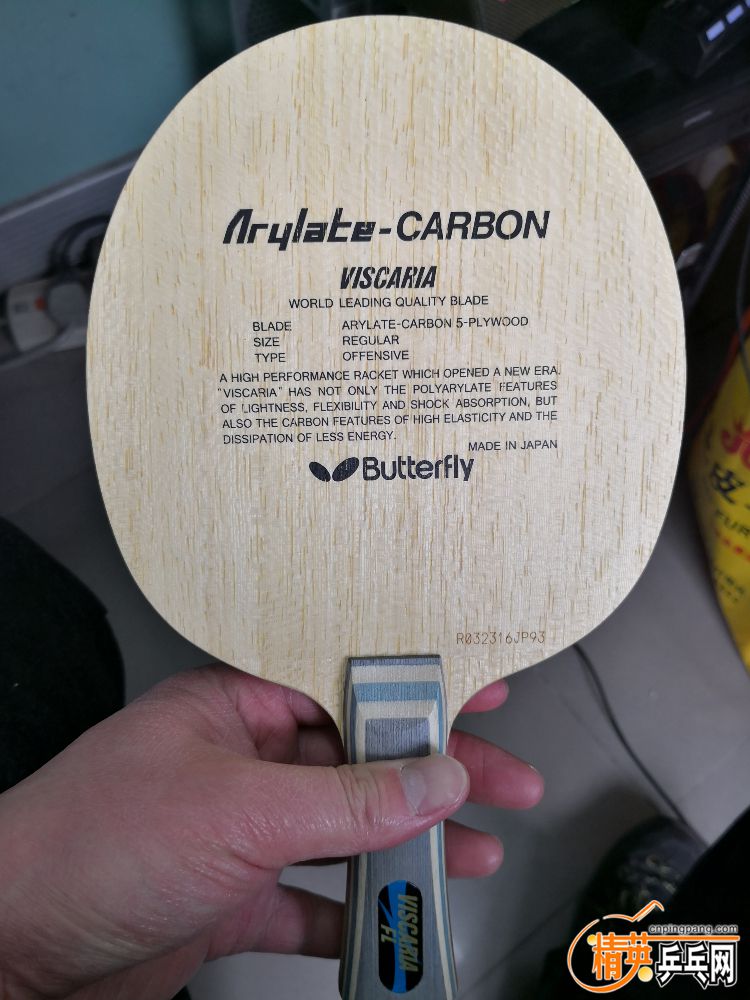 Arylate-CARBON
VISCARIA
WORLD LEADING QUALITY BLADE
BLADE ARYLATE-CARBON 5-PLYWOOD
SIZE REGULAR
TYPE OFFENSIVE
A HIGH PERFORMANCE RACKET WHICH OPENED A NEW ERA.
"VISCARIA" HAS NOT ONLY THE POLYARYLATE FEATURES
OF LIGHTNESS, FLEXIBILITY AND SHOCK ABSORPTION, BUT
ALSO THE CARBON FEATURES OF HIGH ELASTICITY AND THE
DISSIPATION OF LESS ENERGY.
MADE IN JAPAN
Butterfly
R032316JP93
VISCARIA
FL
皮
cnpingpang.com
精英乒乓网